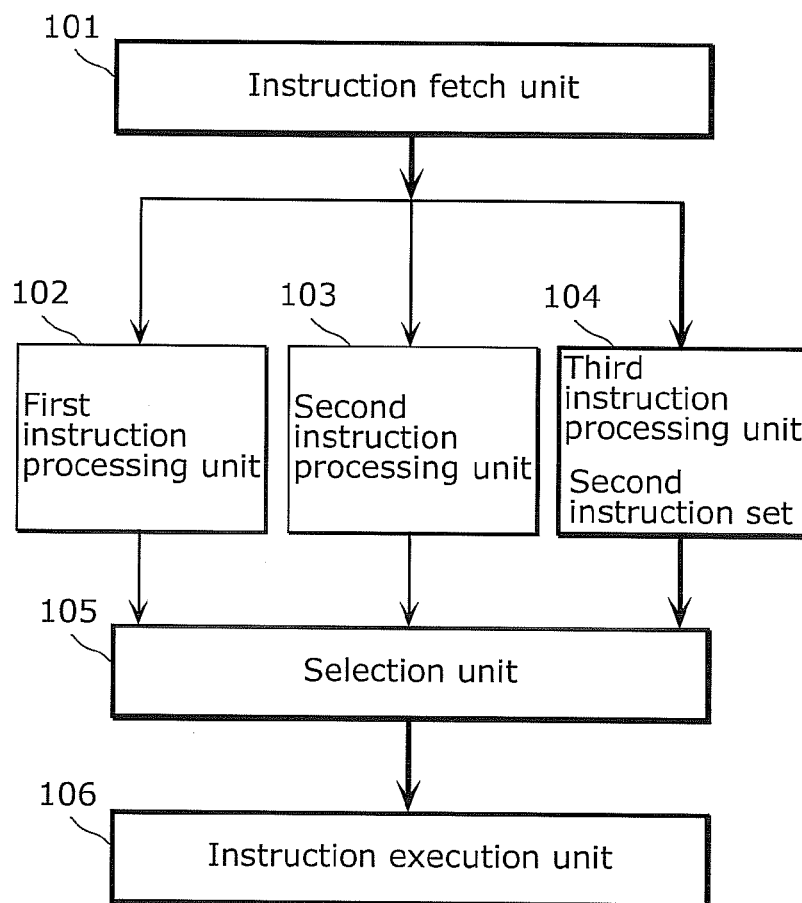 101
Instruction fetch unit
102
103
104
First
instruction
processing unit
Second
instruction
processing unit
Third
instruction
processing unit
Second
instruction set
105
Selection unit
106
Instruction execution unit